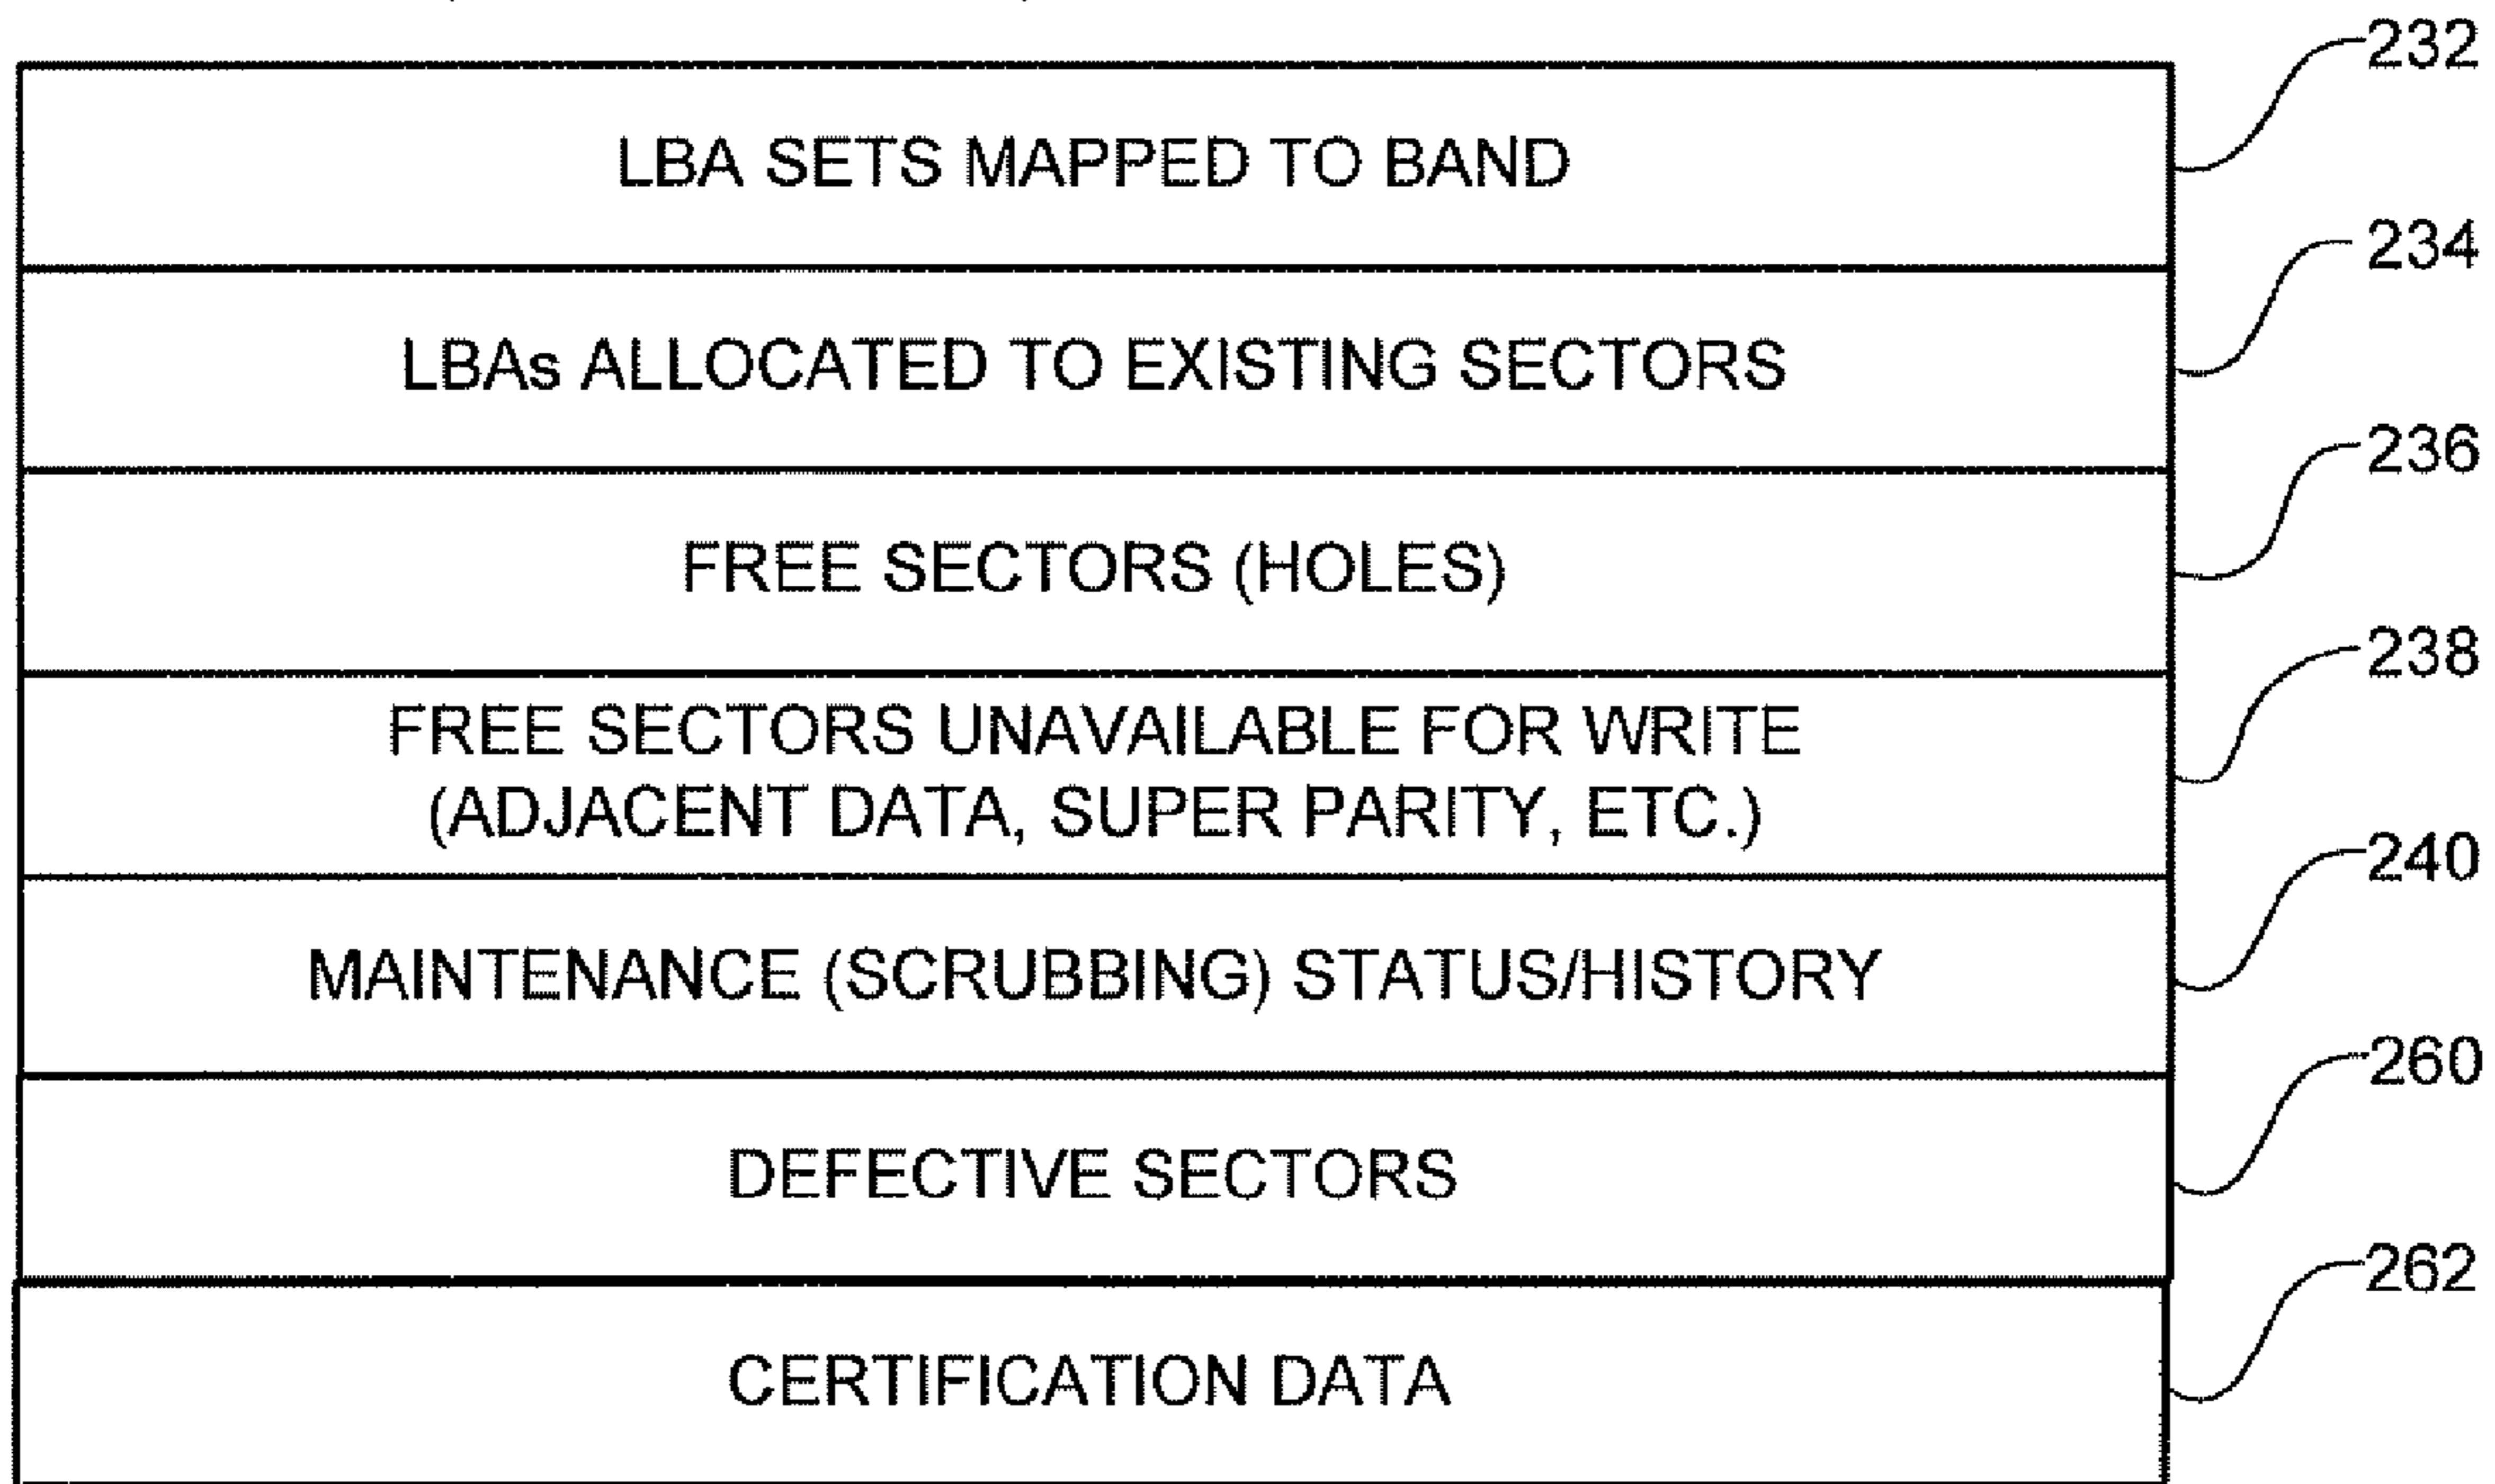 232
LBA SETS MAPPED TO BAND
234
LBAs ALLOCATED TO EXISTING SECTORS
236
FREE SECTORS (HOLES)
238
FREE SECTORS UNAVAILABLE FOR WRITE
(ADJACENT DATA, SUPER PARITY, ETC.)
240
MAINTENANCE (SCRUBBING) STATUS/HISTORY
260
DEFECTIVE SECTORS
262
CERTIFICATION DATA